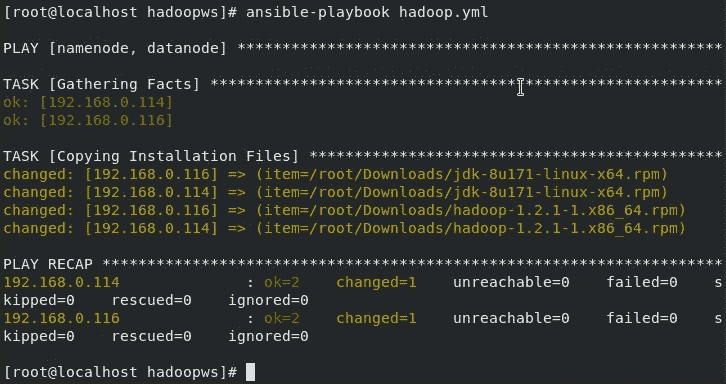 [root@localhost hadoopws]# ansible-playbook hadoop.yml
PLAY [namenode, datanode] ******************************************************
TASK [Gathering Facts] *********************************************************
ok: [192.168.0.114]
ok: [192.168.0.116]
TASK [Copying Installation Files] **********************************************
changed: [192.168.0.116] => (item=/root/Downloads/jdk-8u171-linux-x64.rpm)
changed: [192.168.0.114] => (item=/root/Downloads/jdk-8u171-linux-x64.rpm)
changed: [192.168.0.116] => (item=/root/Downloads/hadoop-1.2.1-1.x86_64.rpm)
changed: [192.168.0.114] => (item=/root/Downloads/hadoop-1.2.1-1.x86_64.rpm)
PLAY RECAP *********************************************************************
192.168.0.114              : ok=2    changed=1    unreachable=0    failed=0    s
kipped=0    rescued=0    ignored=0
192.168.0.116              : ok=2    changed=1    unreachable=0    failed=0    s
kipped=0    rescued=0    ignored=0
[root@localhost hadoopws]#